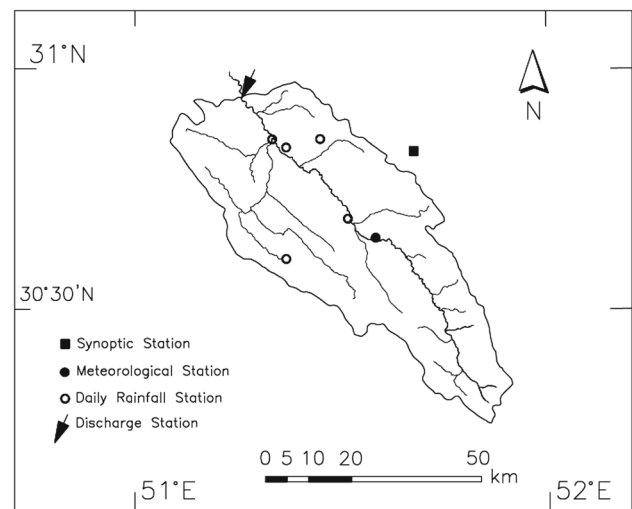 31°N
N
30°30'N
Synoptic Station
Meteorological Station
Daily Rainfall Station
Discharge Station
0 5 10 20 50
km
51°E
52°E